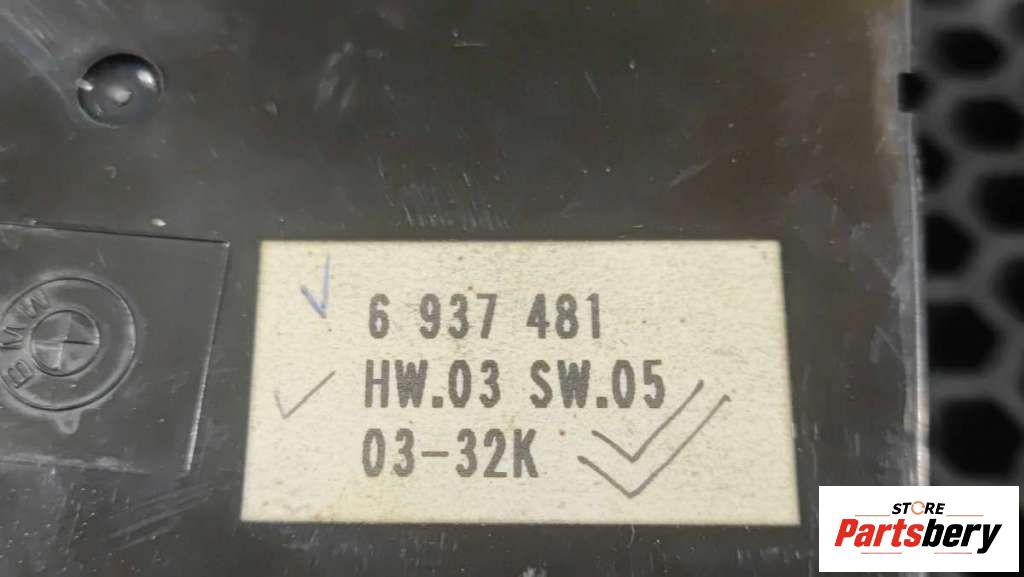 BMW
6 937 481
HW.03 SW.05
03-32K
STORE
Partsbery